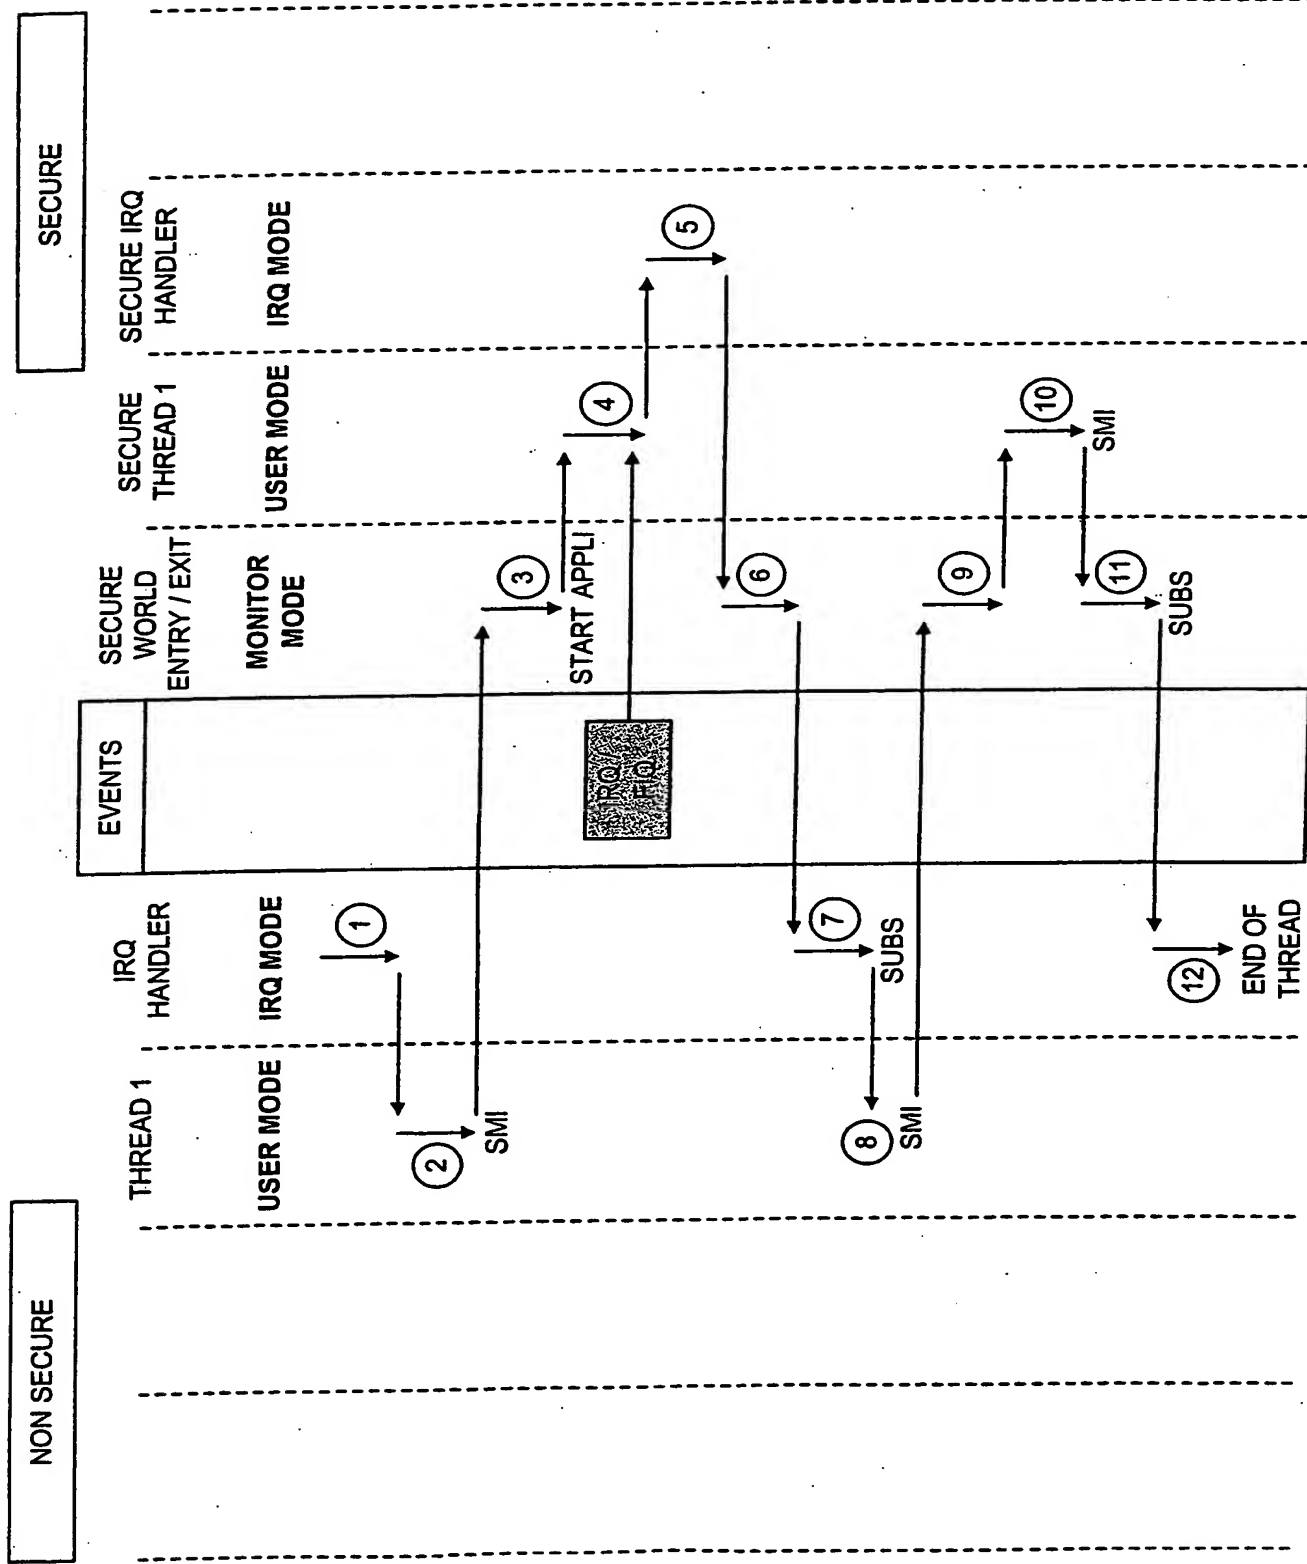 NON SECURE
SECURE
EVENTS
THREAD 1
IRQ
HANDLER
SECURE
WORLD
ENTRY / EXIT
SECURE
THREAD 1
SECURE IRQ
HANDLER
USER MODE
IRQ MODE
MONITOR
MODE
USER MODE
IRQ MODE
1
2
SMI
3
START APPLI
4
IRQ/
FIQ
5
6
7
SUBS
8
SMI
9
10
SMI
11
SUBS
12
END OF
THREAD